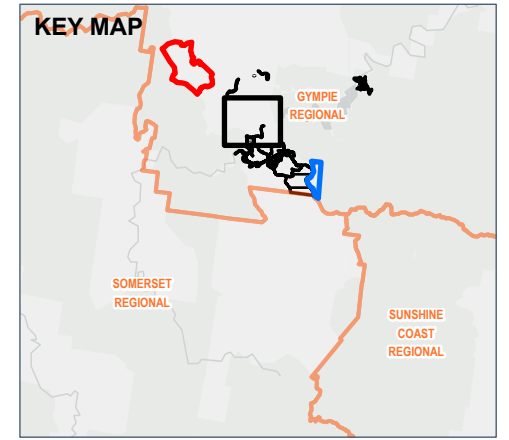 KEY MAP
GYMPIE
REGIONAL
SOMERSET
REGIONAL
SUNSHINE
COAST
REGIONAL